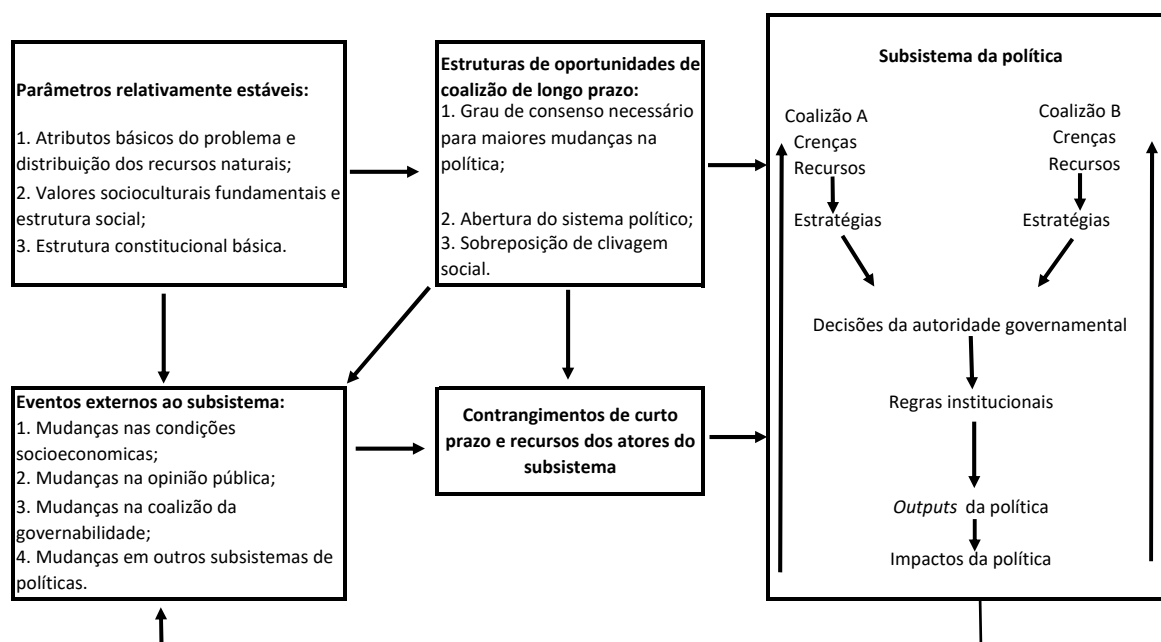 Parâmetros relativamente estáveis:
1. Atributos básicos do problema e
distribuição dos recursos naturais;
2. Valores socioculturais fundamentais e
estrutura social;
3. Estrutura constitucional básica.
Estruturas de oportunidades de
coalizão de longo prazo:
1. Grau de consenso necessário
para maiores mudanças na
política;
2. Abertura do sistema político;
3. Sobreposição de clivagem
social.
Subsistema da política
Coalizão A
Crenças
Recursos
Estratégias
Coalizão B
Crenças
Recursos
Estratégias
Decisões da autoridade governamental
Regras institucionais
Outputs da política
Impactos da política
Eventos externos ao subsistema:
1. Mudanças nas condições
socioeconomicas;
2. Mudanças na opinião pública;
3. Mudanças na coalizão da
governabilidade;
4. Mudanças em outros subsistemas de
políticas.
Contrangimentos de curto
prazo e recursos dos atores do
subsistema